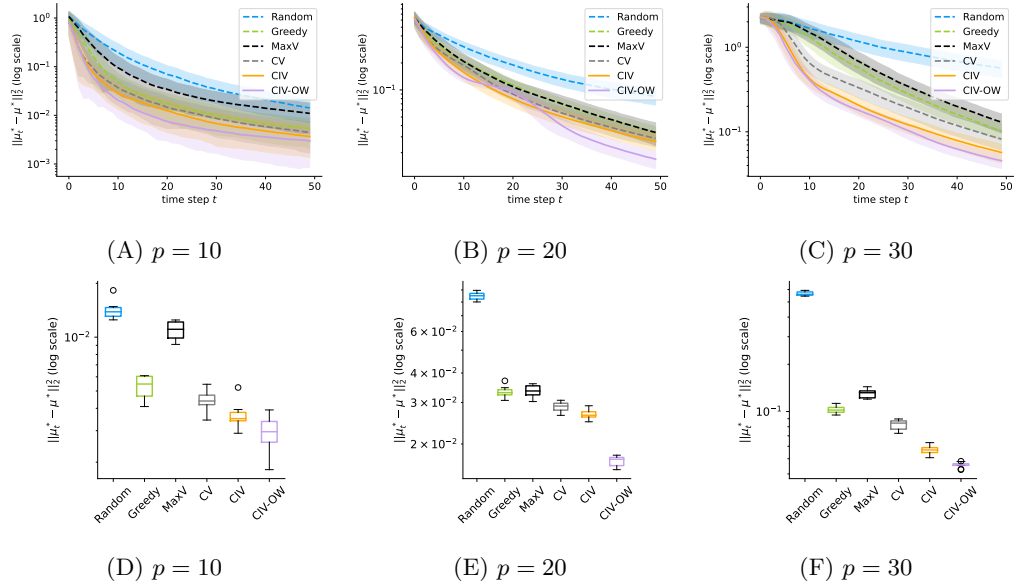 10^0
10^{-1}
10^{-2}
10^{-3}
||μ_t^* − μ^*||_2^2 (log scale)
0 10 20 30 40 50
time step t
Random
Greedy
MaxV
CV
CIV
CIV-OW
(A) p = 10
10^{-1}
||μ_t^* − μ^*||_2^2 (log scale)
0 10 20 30 40 50
time step t
Random
Greedy
MaxV
CV
CIV
CIV-OW
(B) p = 20
10^0
10^{-1}
||μ_t^* − μ^*||_2^2 (log scale)
0 10 20 30 40 50
time step t
Random
Greedy
MaxV
CV
CIV
CIV-OW
(C) p = 30
10^{-2}
||μ_t^* − μ^*||_2^2 (log scale)
Random Greedy MaxV CV CIV CIV-OW
(D) p = 10
6 × 10^{-2}
4 × 10^{-2}
3 × 10^{-2}
2 × 10^{-2}
||μ_t^* − μ^*||_2^2 (log scale)
Random Greedy MaxV CV CIV CIV-OW
(E) p = 20
10^{-1}
||μ_t^* − μ^*||_2^2 (log scale)
Random Greedy MaxV CV CIV CIV-OW
(F) p = 30